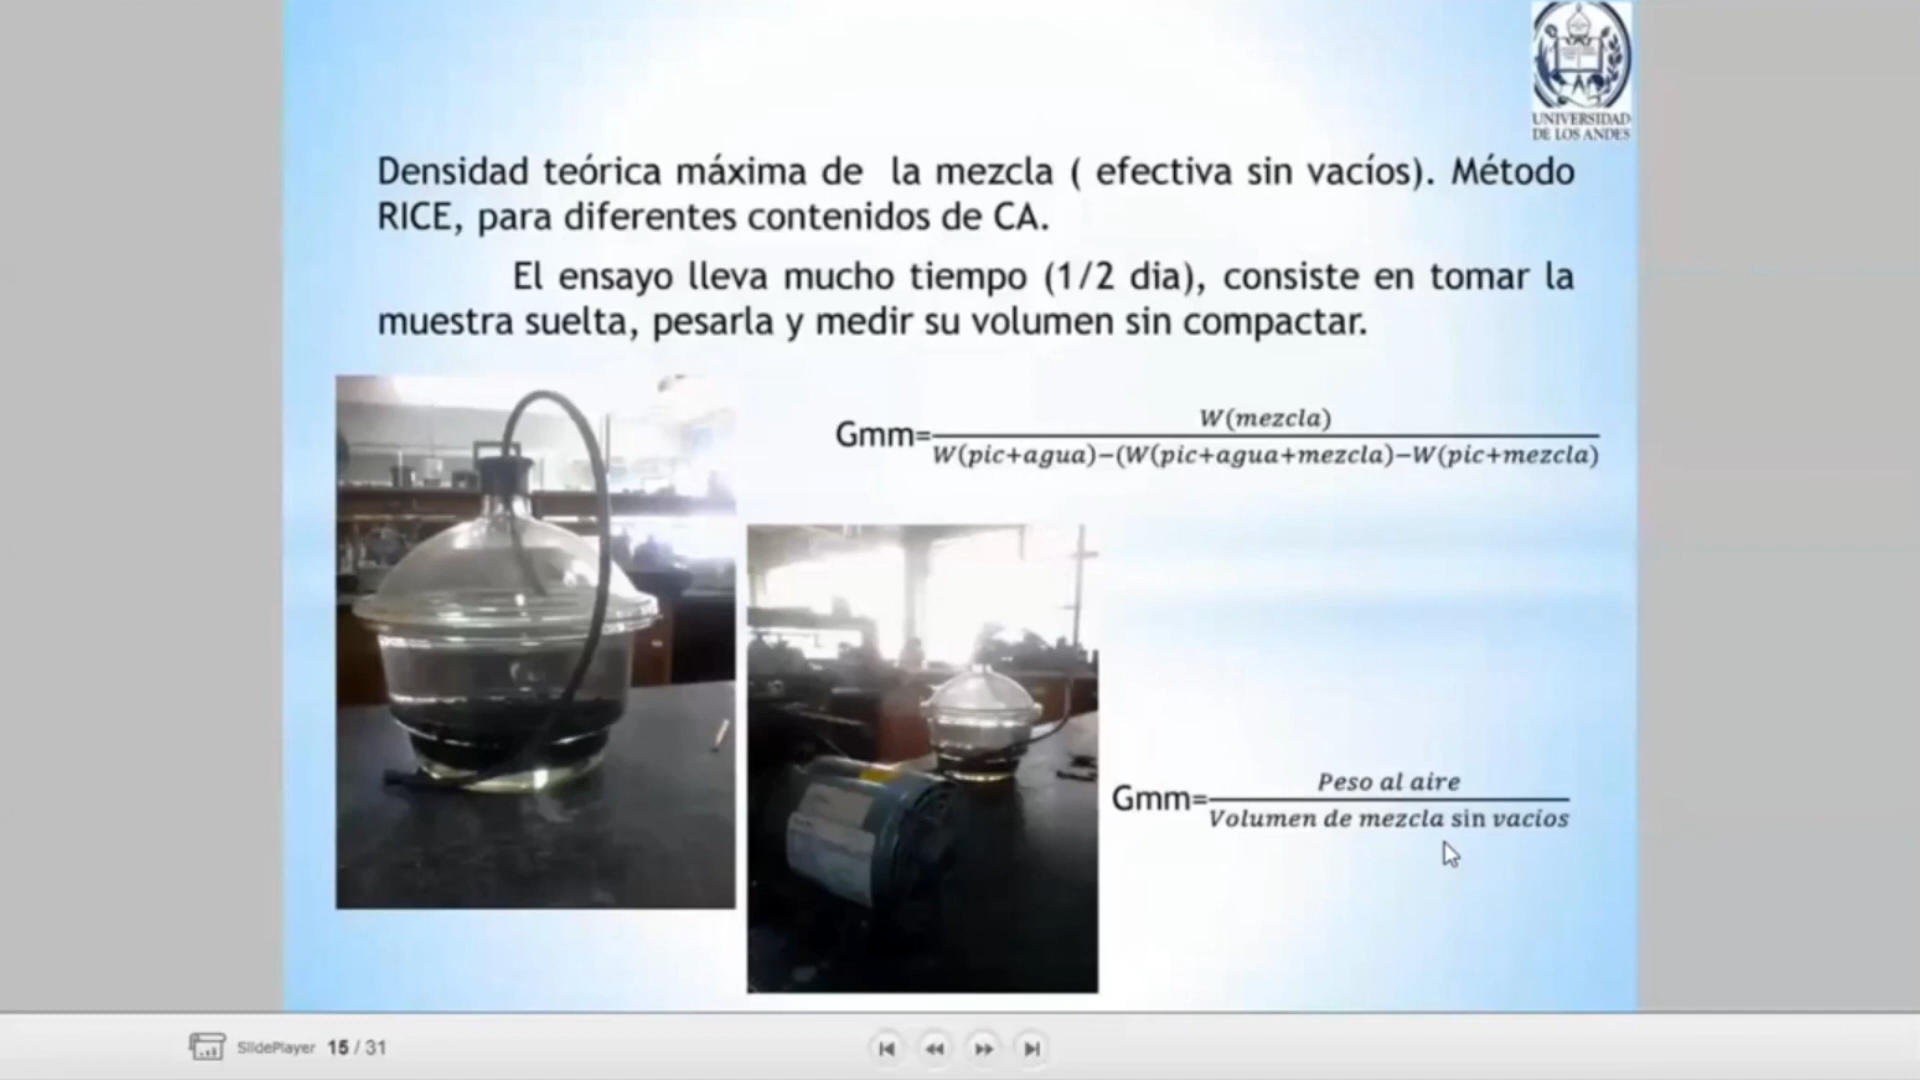 UNIVERSIDAD
DE LOS ANDES
Densidad teórica máxima de la mezcla ( efectiva sin vacíos). Método
RICE, para diferentes contenidos de CA.
El ensayo lleva mucho tiempo (1/2 dia), consiste en tomar la
muestra suelta, pesarla y medir su volumen sin compactar.
W(mezcla)
Gmm=
W(pic+agua)−(W(pic+agua+mezcla)−W(pic+mezcla)
Peso al aire
Gmm=
Volumen de mezcla sin vacios
SlidePlayer 15 / 31